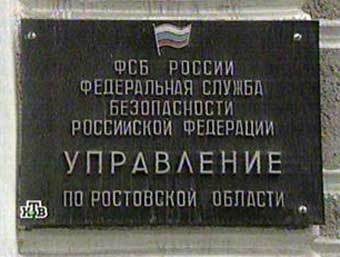 ФСБ РОССИИ
ФЕДЕРАЛЬНАЯ СЛУЖБА
БЕЗОПАСНОСТИ
РОССИЙСКОЙ ФЕДЕРАЦИИ
УПРАВЛЕНИЕ
ПО РОСТОВСКОЙ ОБЛАСТИ
НТВ